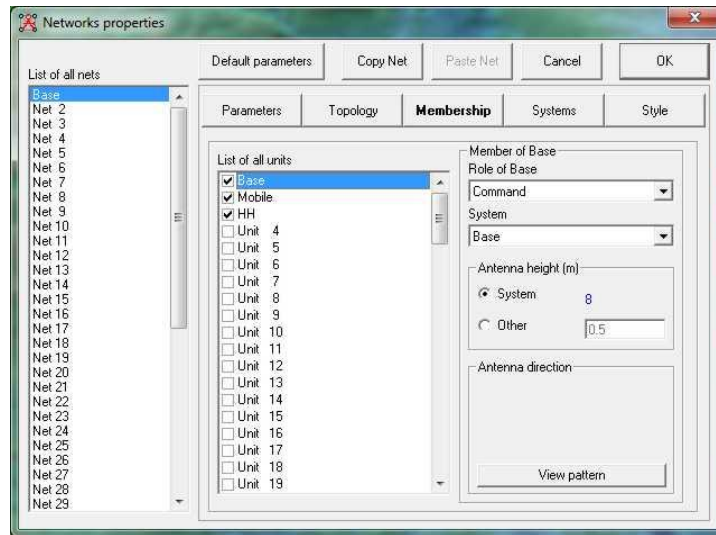 Networks properties
Default parameters
Copy Net
Paste Net
Cancel
OK
List of all nets
Base
Net 2
Net 3
Net 4
Net 5
Net 6
Net 7
Net 8
Net 9
Net 10
Net 11
Net 12
Net 13
Net 14
Net 15
Net 16
Net 17
Net 18
Net 19
Net 20
Net 21
Net 22
Net 23
Net 24
Net 25
Net 26
Net 27
Net 28
Net 29
Parameters
Topology
Membership
Systems
Style
List of all units
Base
Mobile
HH
Unit 4
Unit 5
Unit 6
Unit 7
Unit 8
Unit 9
Unit 10
Unit 11
Unit 12
Unit 13
Unit 14
Unit 15
Unit 16
Unit 17
Unit 18
Unit 19
Member of Base
Role of Base
Command
System
Base
Antenna height (m)
System 8
Other 0.5
Antenna direction
View pattern